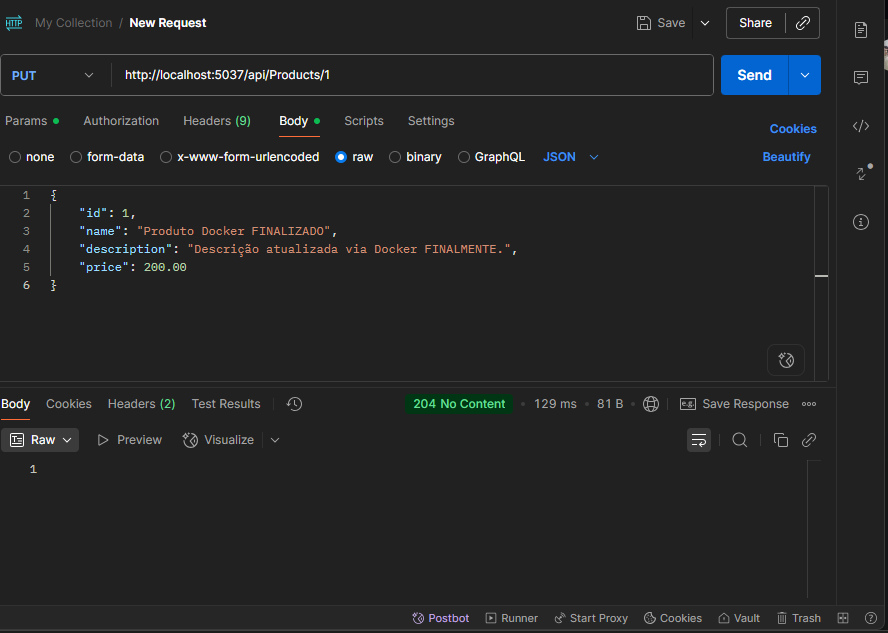 HTTP My Collection / New Request Save Share
PUT http://localhost:5037/api/Products/1 Send
Params Authorization Headers (9) Body Scripts Settings Cookies
none form-data x-www-form-urlencoded raw binary GraphQL JSON Beautify
1 {
2 "id": 1,
3 "name": "Produto Docker FINALIZADO",
4 "description": "Descrição atualizada via Docker FINALMENTE.",
5 "price": 200.00
6 }
Body Cookies Headers (2) Test Results 204 No Content • 129 ms • 81 B • e.g. Save Response
Raw Preview Visualize
1
Postbot Runner Start Proxy Cookies Vault Trash